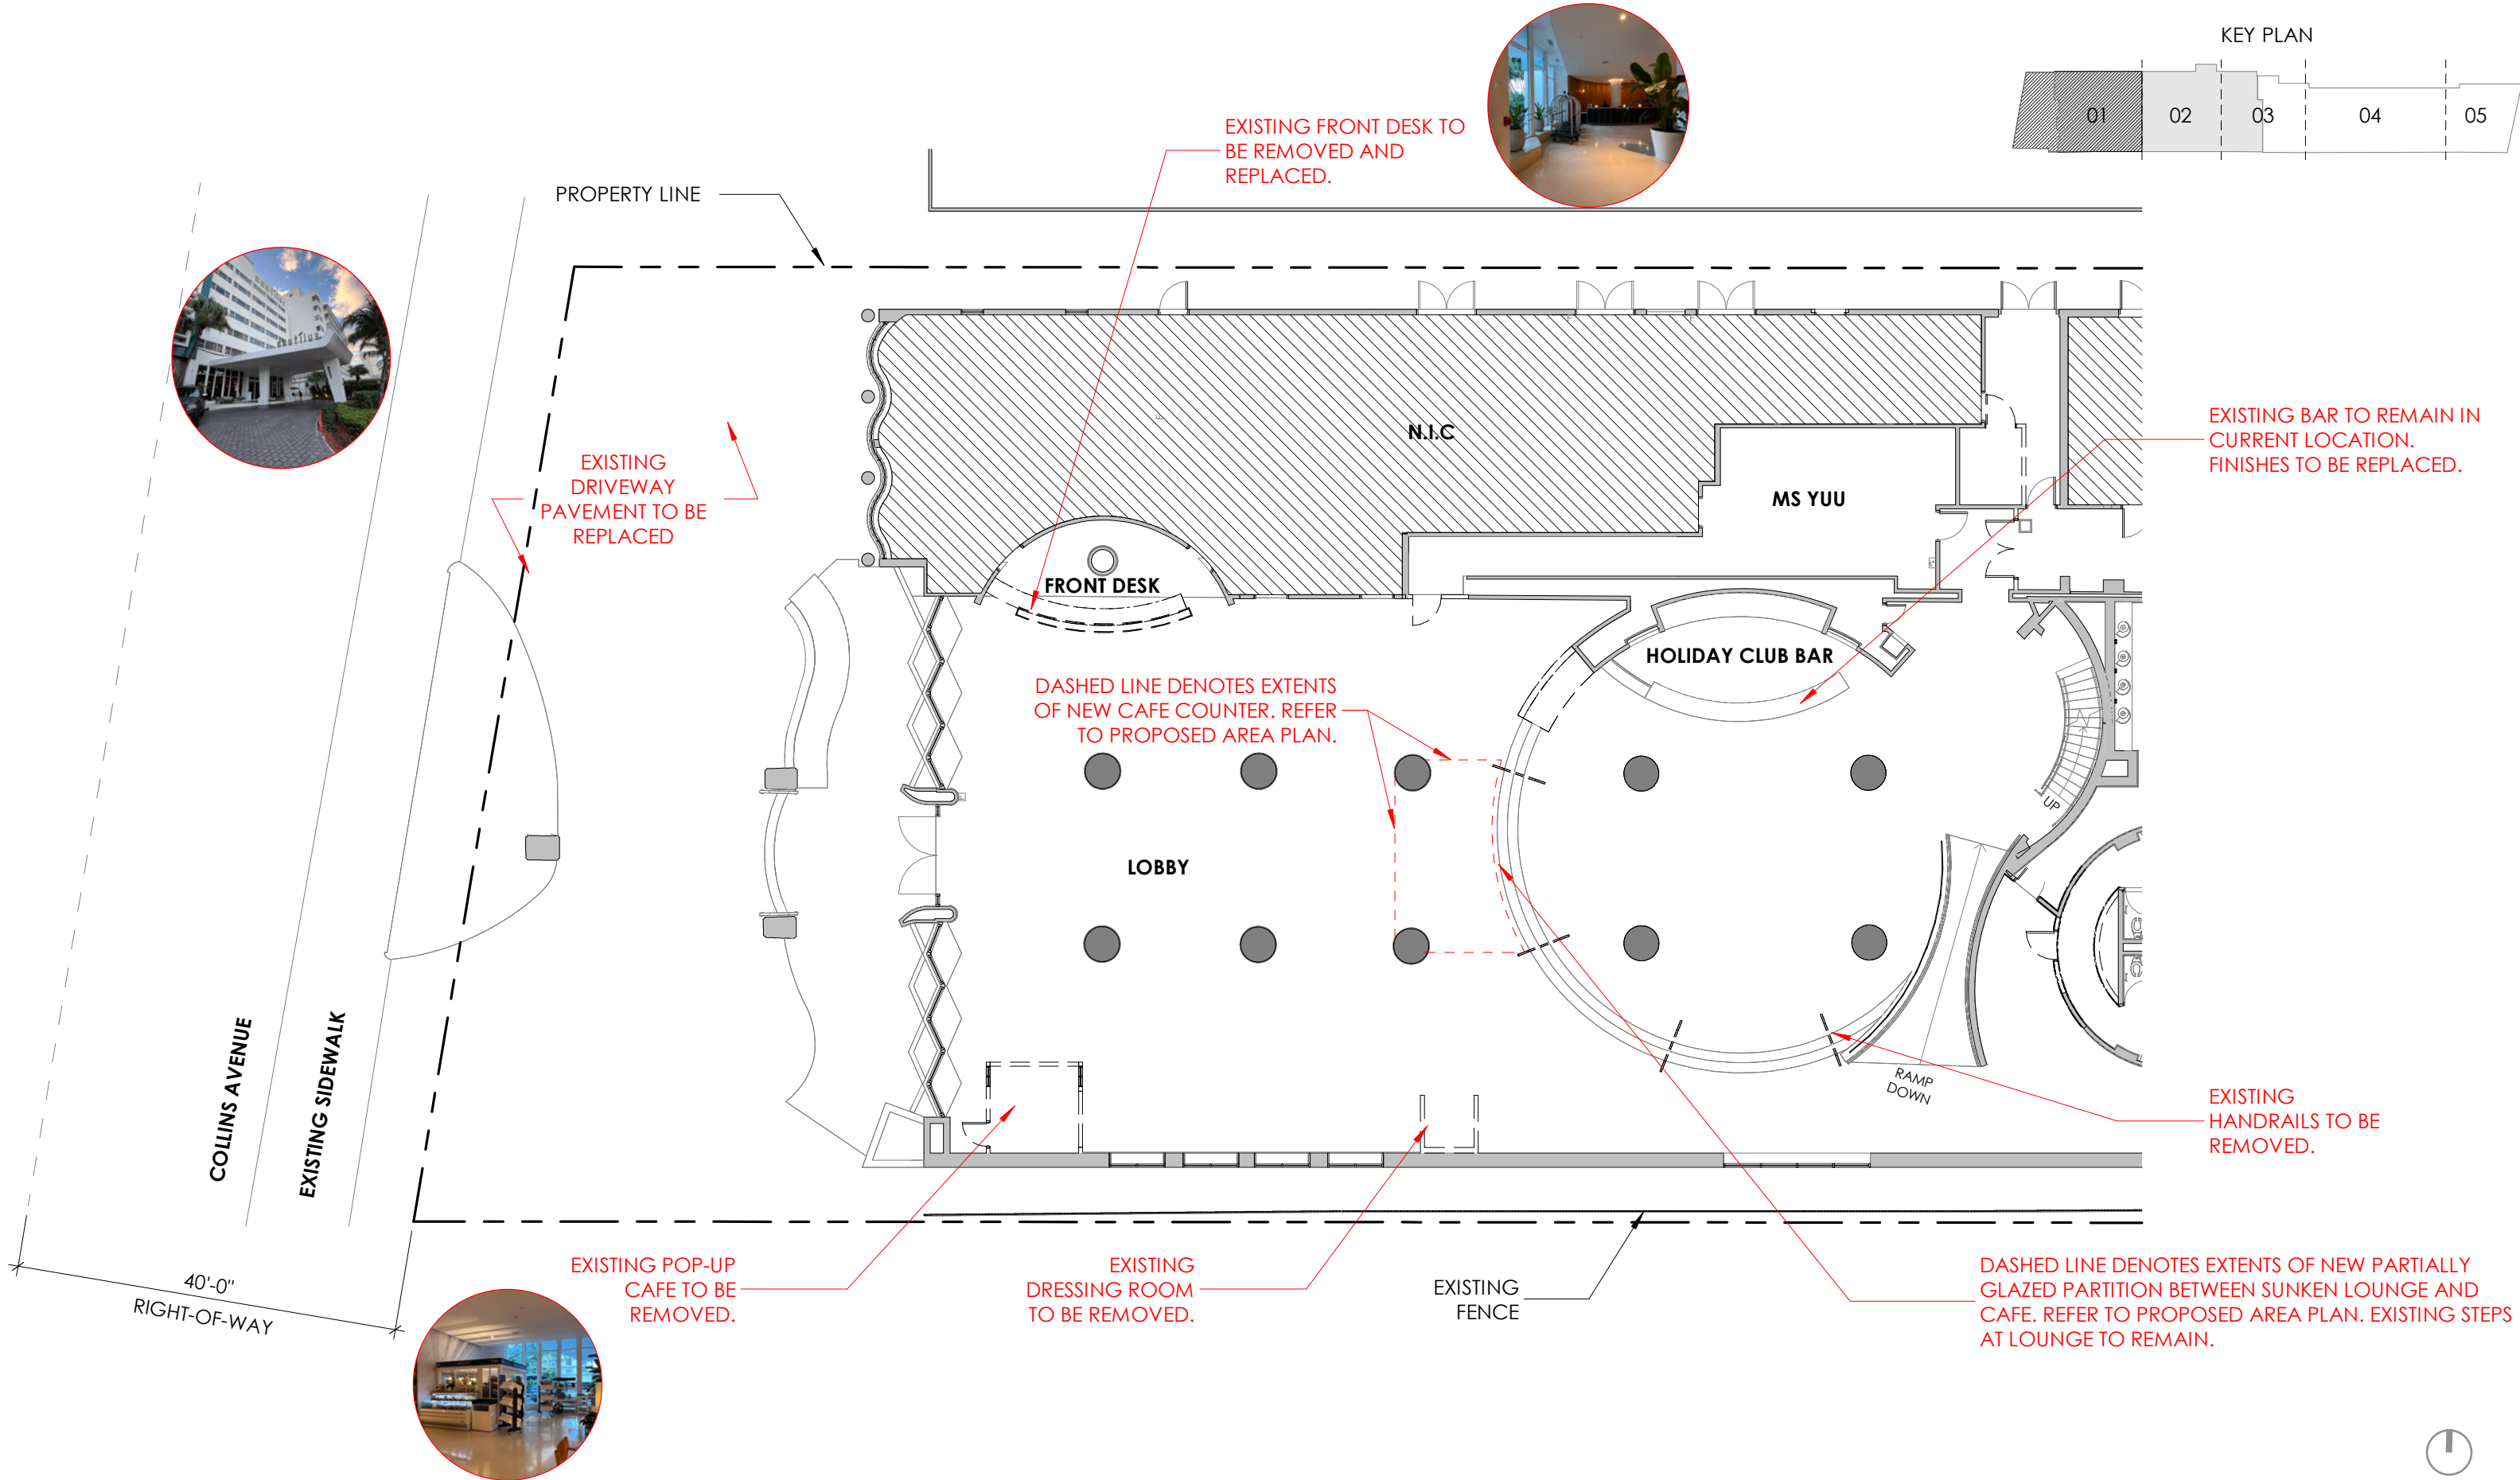 KEY PLAN
01
02
03
04
05
EXISTING FRONT DESK TO
BE REMOVED AND
REPLACED.
PROPERTY LINE
nautilus
EXISTING
DRIVEWAY
PAVEMENT TO BE
REPLACED
N.I.C
MS YUU
EXISTING BAR TO REMAIN IN
CURRENT LOCATION.
FINISHES TO BE REPLACED.
FRONT DESK
HOLIDAY CLUB BAR
DASHED LINE DENOTES EXTENTS
OF NEW CAFE COUNTER. REFER
TO PROPOSED AREA PLAN.
UP
LOBBY
RAMP
DOWN
COLLINS AVENUE
EXISTING SIDEWALK
EXISTING
HANDRAILS TO BE
REMOVED.
40'-0"
RIGHT-OF-WAY
EXISTING POP-UP
CAFE TO BE
REMOVED.
EXISTING
DRESSING ROOM
TO BE REMOVED.
EXISTING
FENCE
DASHED LINE DENOTES EXTENTS OF NEW PARTIALLY
GLAZED PARTITION BETWEEN SUNKEN LOUNGE AND
CAFE. REFER TO PROPOSED AREA PLAN. EXISTING STEPS
AT LOUNGE TO REMAIN.